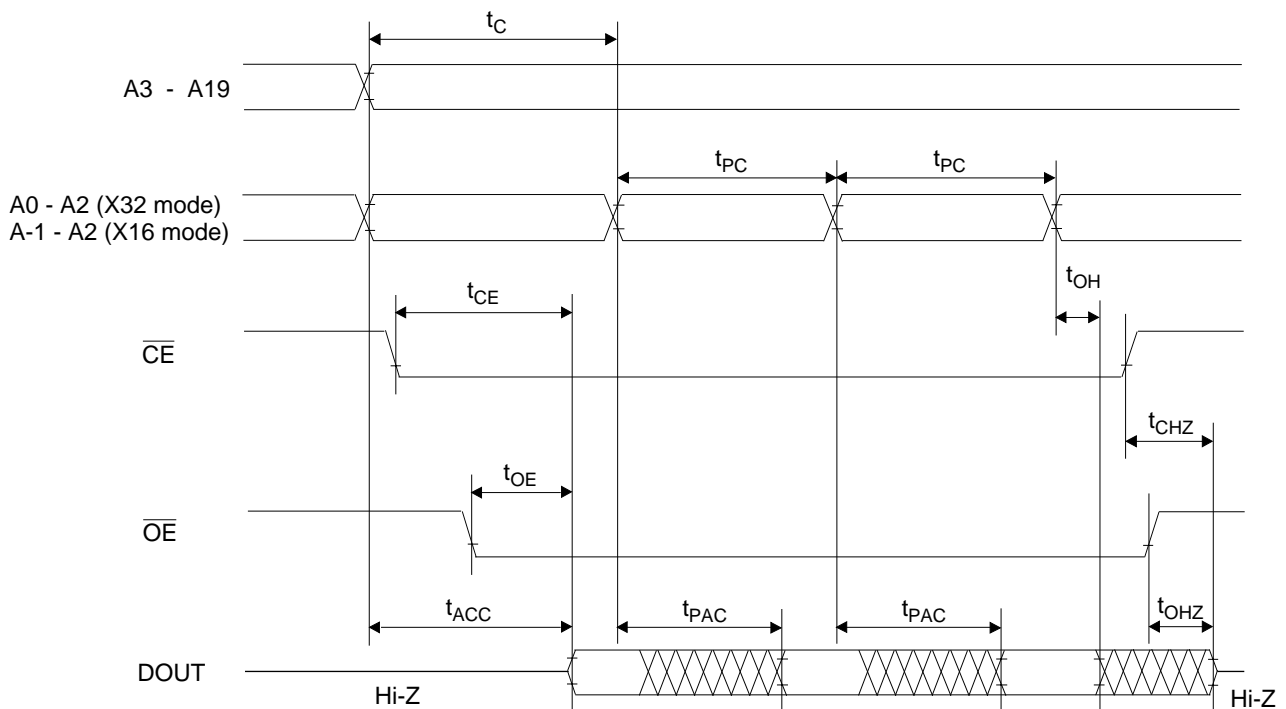 tC
A3 - A19
tPC
tPC
A0 - A2 (X32 mode)
A-1 - A2 (X16 mode)
tOH
tCE
CE
tCHZ
tOE
OE
tACC
tPAC
tPAC
tOHZ
DOUT
Hi-Z
Hi-Z